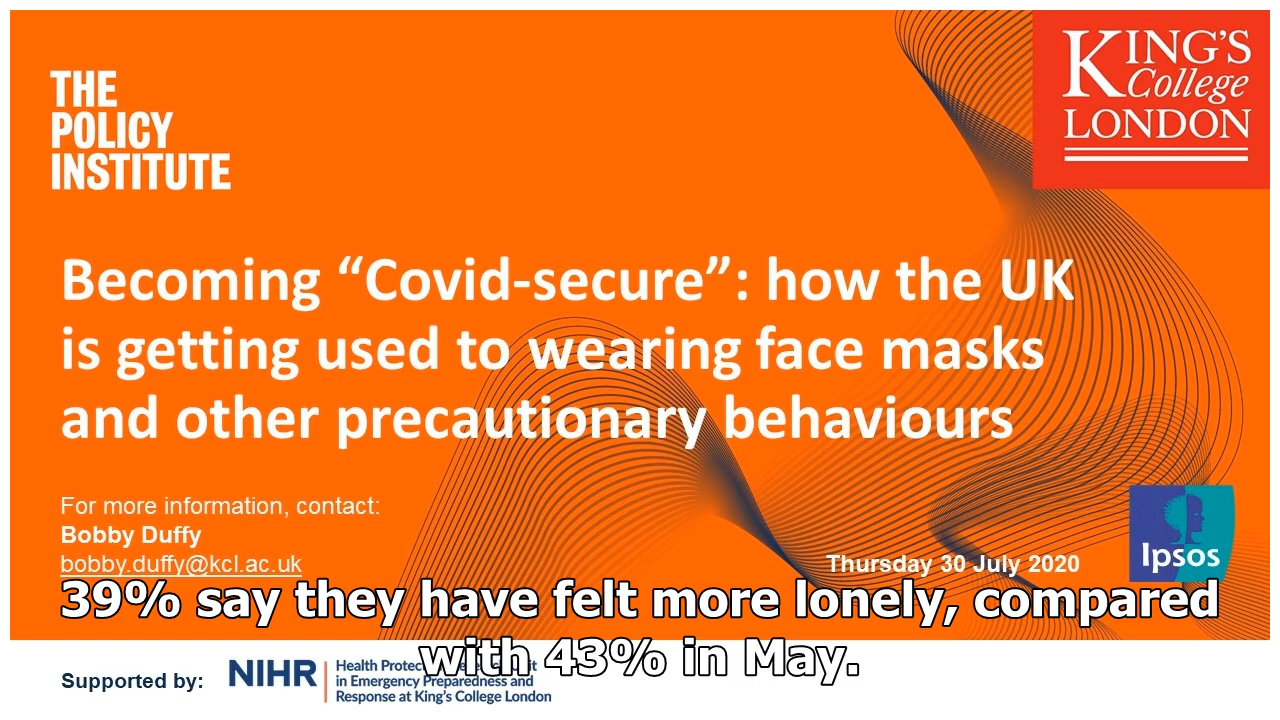 THE
POLICY
INSTITUTE
KING'S
College
LONDON
Becoming “Covid-secure”: how the UK
is getting used to wearing face masks
and other precautionary behaviours
For more information, contact:
Bobby Duffy
bobby.duffy@kcl.ac.uk
Thursday 30 July 2020
Ipsos
39% say they have felt more lonely, compared
with 43% in May.
Supported by:
NIHR
Health
in Emergency Preparedness and
Response at King's College London